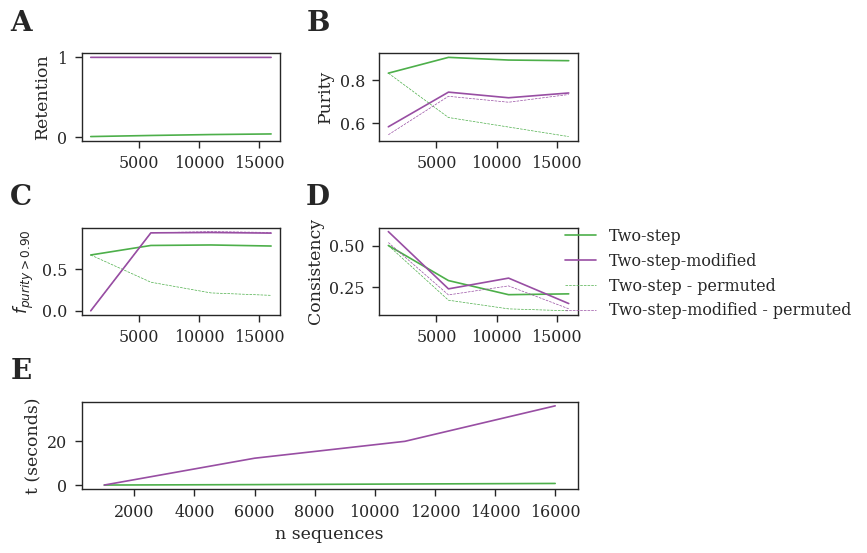 A
B
Retention
1
0
5000 10000 15000
Purity
0.8
0.6
5000 10000 15000
C
D
f_{purity>0.90}
0.5
0.0
5000 10000 15000
Consistency
0.50
0.25
5000 10000 15000
Two-step
Two-step-modified
Two-step - permuted
Two-step-modified - permuted
E
t (seconds)
20
0
2000 4000 6000 8000 10000 12000 14000 16000
n sequences